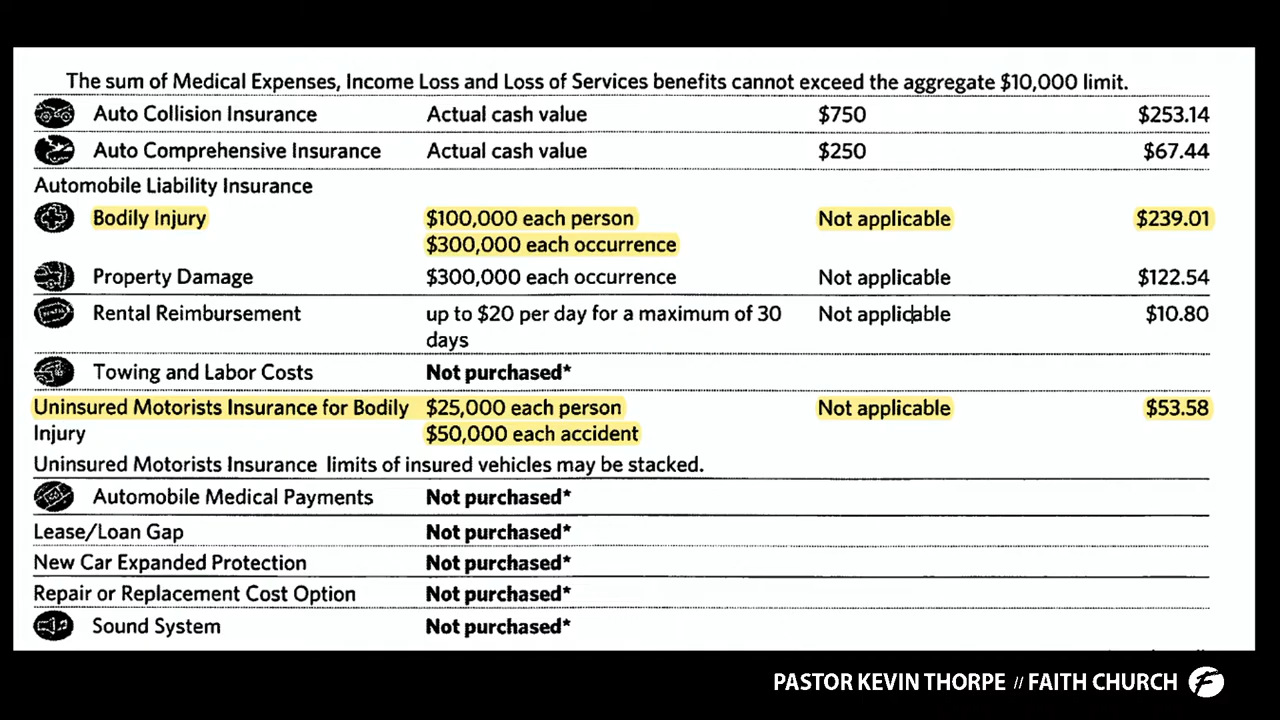 The sum of Medical Expenses, Income Loss and Loss of Services benefits cannot exceed the aggregate $10,000 limit.
Auto Collision Insurance Actual cash value $750 $253.14
Auto Comprehensive Insurance Actual cash value $250 $67.44
Automobile Liability Insurance
Bodily Injury $100,000 each person Not applicable $239.01
$300,000 each occurrence
Property Damage $300,000 each occurrence Not applicable $122.54
Rental Reimbursement up to $20 per day for a maximum of 30 Not applicable $10.80
days
Towing and Labor Costs Not purchased*
Uninsured Motorists Insurance for Bodily $25,000 each person Not applicable $53.58
Injury $50,000 each accident
Uninsured Motorists Insurance limits of insured vehicles may be stacked.
Automobile Medical Payments Not purchased*
Lease/Loan Gap Not purchased*
New Car Expanded Protection Not purchased*
Repair or Replacement Cost Option Not purchased*
Sound System Not purchased*
PASTOR KEVIN THORPE // FAITH CHURCH